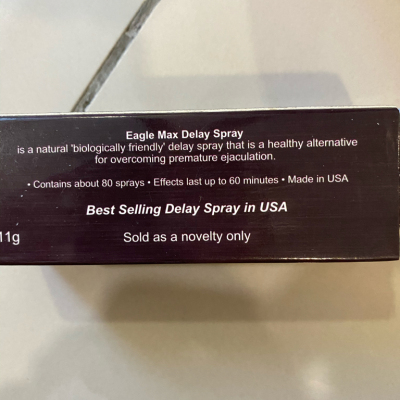 Eagle Max Delay Spray
is a natural 'biologically friendly' delay spray that is a healthy alternative
for overcoming premature ejaculation.
• Contains about 80 sprays • Effects last up to 60 minutes • Made in USA
Best Selling Delay Spray in USA
11g
Sold as a novelty only